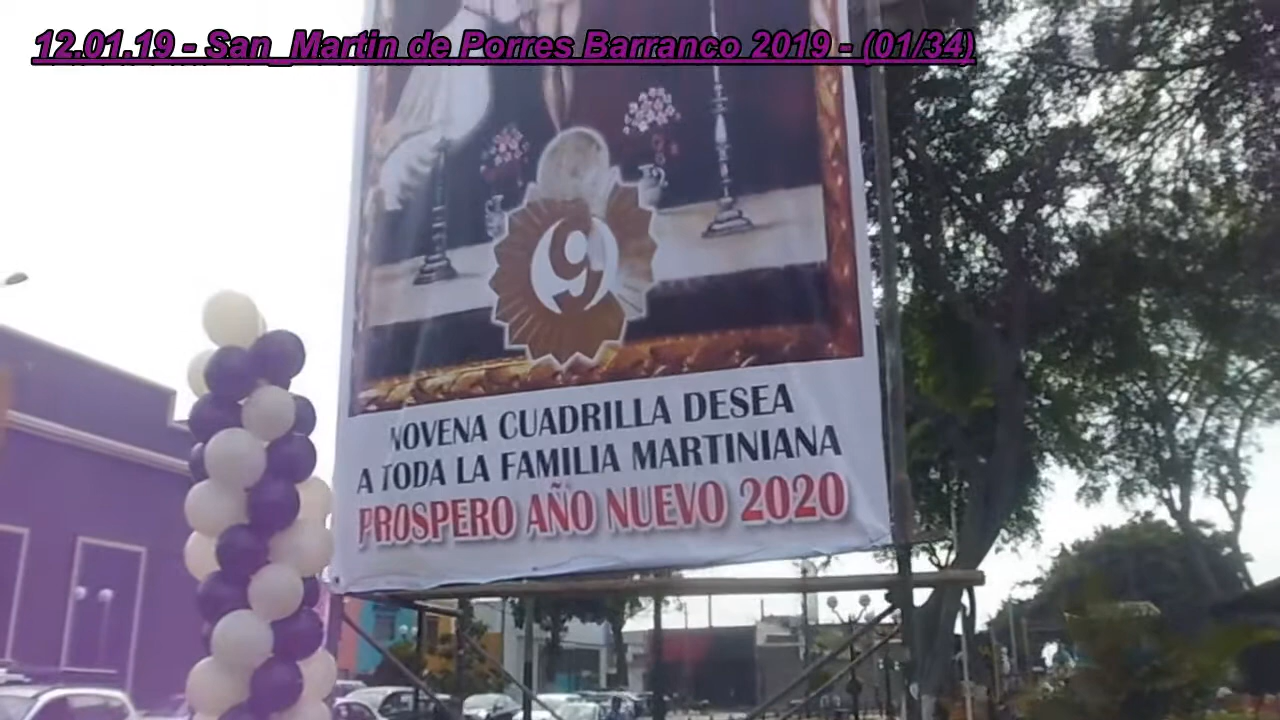 12.01.19 - San_Martin de Porres Barranco 2019 - (01/34)
9
NOVENA CUADRILLA DESEA
A TODA LA FAMILIA MARTINIANA
PROSPERO AÑO NUEVO 2020